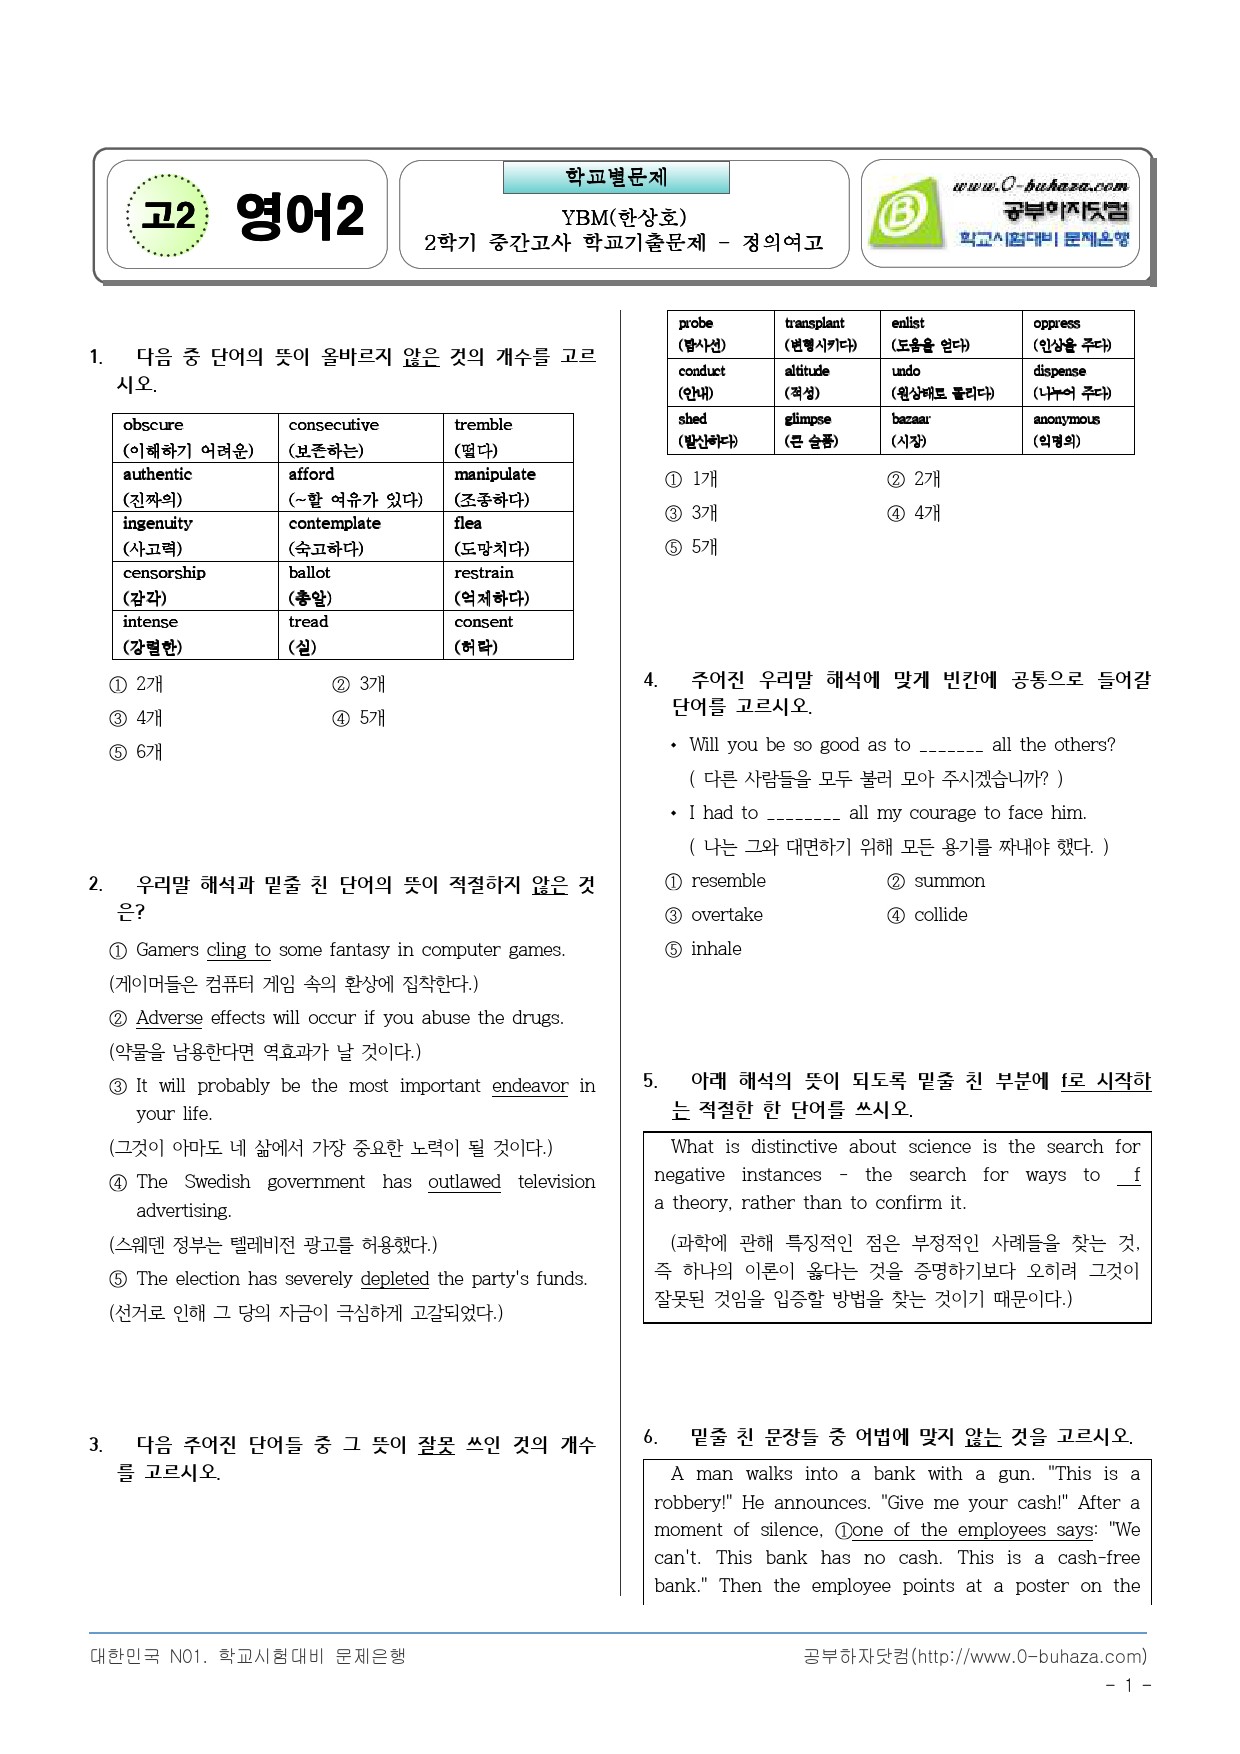 고2 영어2
학교별문제
YBM(한상호)
2학기 중간고사 학교기출문제 - 정의여고
www.0-buhaza.com
공부하자닷컴
학교시험대비 문제은행
1. 다음 중 단어의 뜻이 올바르지 않은 것의 개수를 고르
시오.
obscure consecutive tremble
(이해하기 어려운) (보존하는) (떨다)
authentic afford manipulate
(진짜의) (~할 여유가 있다) (조종하다)
ingenuity contemplate flea
(사고력) (숙고하다) (도망치다)
censorship ballot restrain
(감각) (총알) (억제하다)
intense tread consent
(강렬한) (실) (허락)
① 2개 ② 3개
③ 4개 ④ 5개
⑤ 6개
2. 우리말 해석과 밑줄 친 단어의 뜻이 적절하지 않은 것
은?
① Gamers cling to some fantasy in computer games.
(게이머들은 컴퓨터 게임 속의 환상에 집착한다.)
② Adverse effects will occur if you abuse the drugs.
(약물을 남용한다면 역효과가 날 것이다.)
③ It will probably be the most important endeavor in
your life.
(그것이 아마도 네 삶에서 가장 중요한 노력이 될 것이다.)
④ The Swedish government has outlawed television
advertising.
(스웨덴 정부는 텔레비전 광고를 허용했다.)
⑤ The election has severely depleted the party's funds.
(선거로 인해 그 당의 자금이 극심하게 고갈되었다.)
3. 다음 주어진 단어들 중 그 뜻이 잘못 쓰인 것의 개수
를 고르시오.
probe transplant enlist oppress
(탐사선) (변형시키다) (도움을 얻다) (인상을 주다)
conduct altitude undo dispense
(안내) (적성) (원상태로 돌리다) (나누어 주다)
shed glimpse bazaar anonymous
(발산하다) (큰 슬픔) (시장) (익명의)
① 1개 ② 2개
③ 3개 ④ 4개
⑤ 5개
4. 주어진 우리말 해석에 맞게 빈칸에 공통으로 들어갈
단어를 고르시오.
• Will you be so good as to _______ all the others?
( 다른 사람들을 모두 불러 모아 주시겠습니까? )
• I had to ________ all my courage to face him.
( 나는 그와 대면하기 위해 모든 용기를 짜내야 했다. )
① resemble ② summon
③ overtake ④ collide
⑤ inhale
5. 아래 해석의 뜻이 되도록 밑줄 친 부분에 f로 시작하
는 적절한 한 단어를 쓰시오.
What is distinctive about science is the search for
negative instances - the search for ways to f
a theory, rather than to confirm it.
(과학에 관해 특징적인 점은 부정적인 사례들을 찾는 것,
즉 하나의 이론이 옳다는 것을 증명하기보다 오히려 그것이
잘못된 것임을 입증할 방법을 찾는 것이기 때문이다.)
6. 밑줄 친 문장들 중 어법에 맞지 않는 것을 고르시오.
A man walks into a bank with a gun. "This is a
robbery!" He announces. "Give me your cash!" After a
moment of silence, ①one of the employees says: "We
can't. This bank has no cash. This is a cash-free
bank." Then the employee points at a poster on the
대한민국 N01. 학교시험대비 문제은행
공부하자닷컴(http://www.0-buhaza.com)
- 1 -